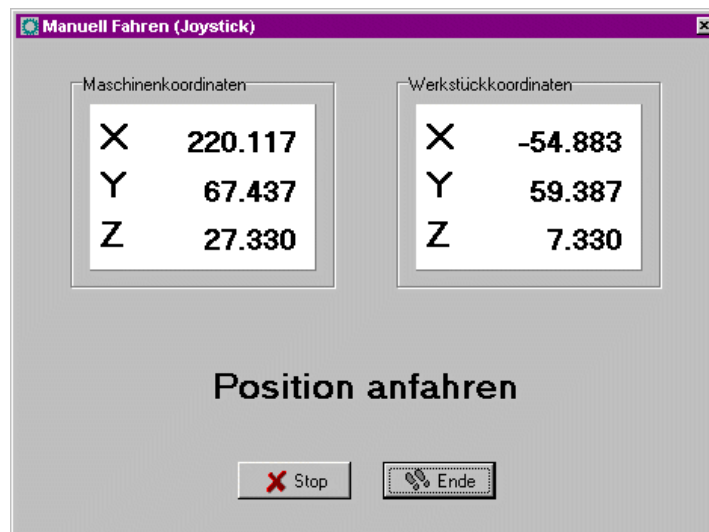 Manuell Fahren (Joystick)
Maschinenkoordinaten
X 220.117
Y 67.437
Z 27.330
Werkstückkoordinaten
X -54.883
Y 59.387
Z 7.330
Position anfahren
Stop
Ende